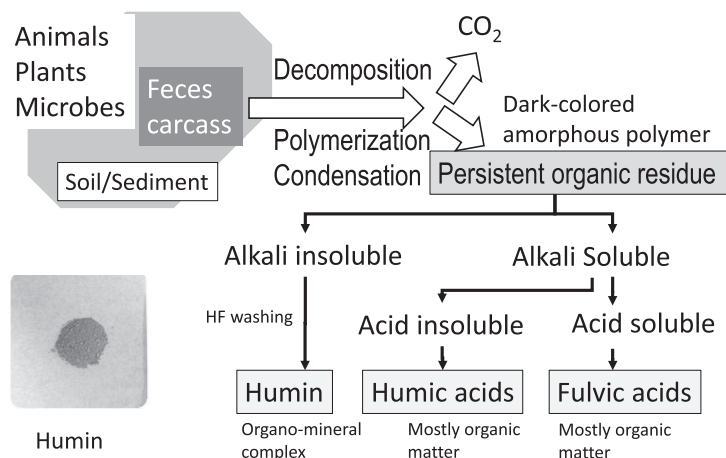 Animals
Plants
Microbes
Feces
carcass
Soil/Sediment
Decomposition
Polymerization
Condensation
CO2
Dark-colored
amorphous polymer
Persistent organic residue
Alkali insoluble
Alkali Soluble
HF washing
Acid insoluble
Acid soluble
Humin
Humic acids
Fulvic acids
Organo-mineral
complex
Mostly organic
matter
Mostly organic
matter
Humin